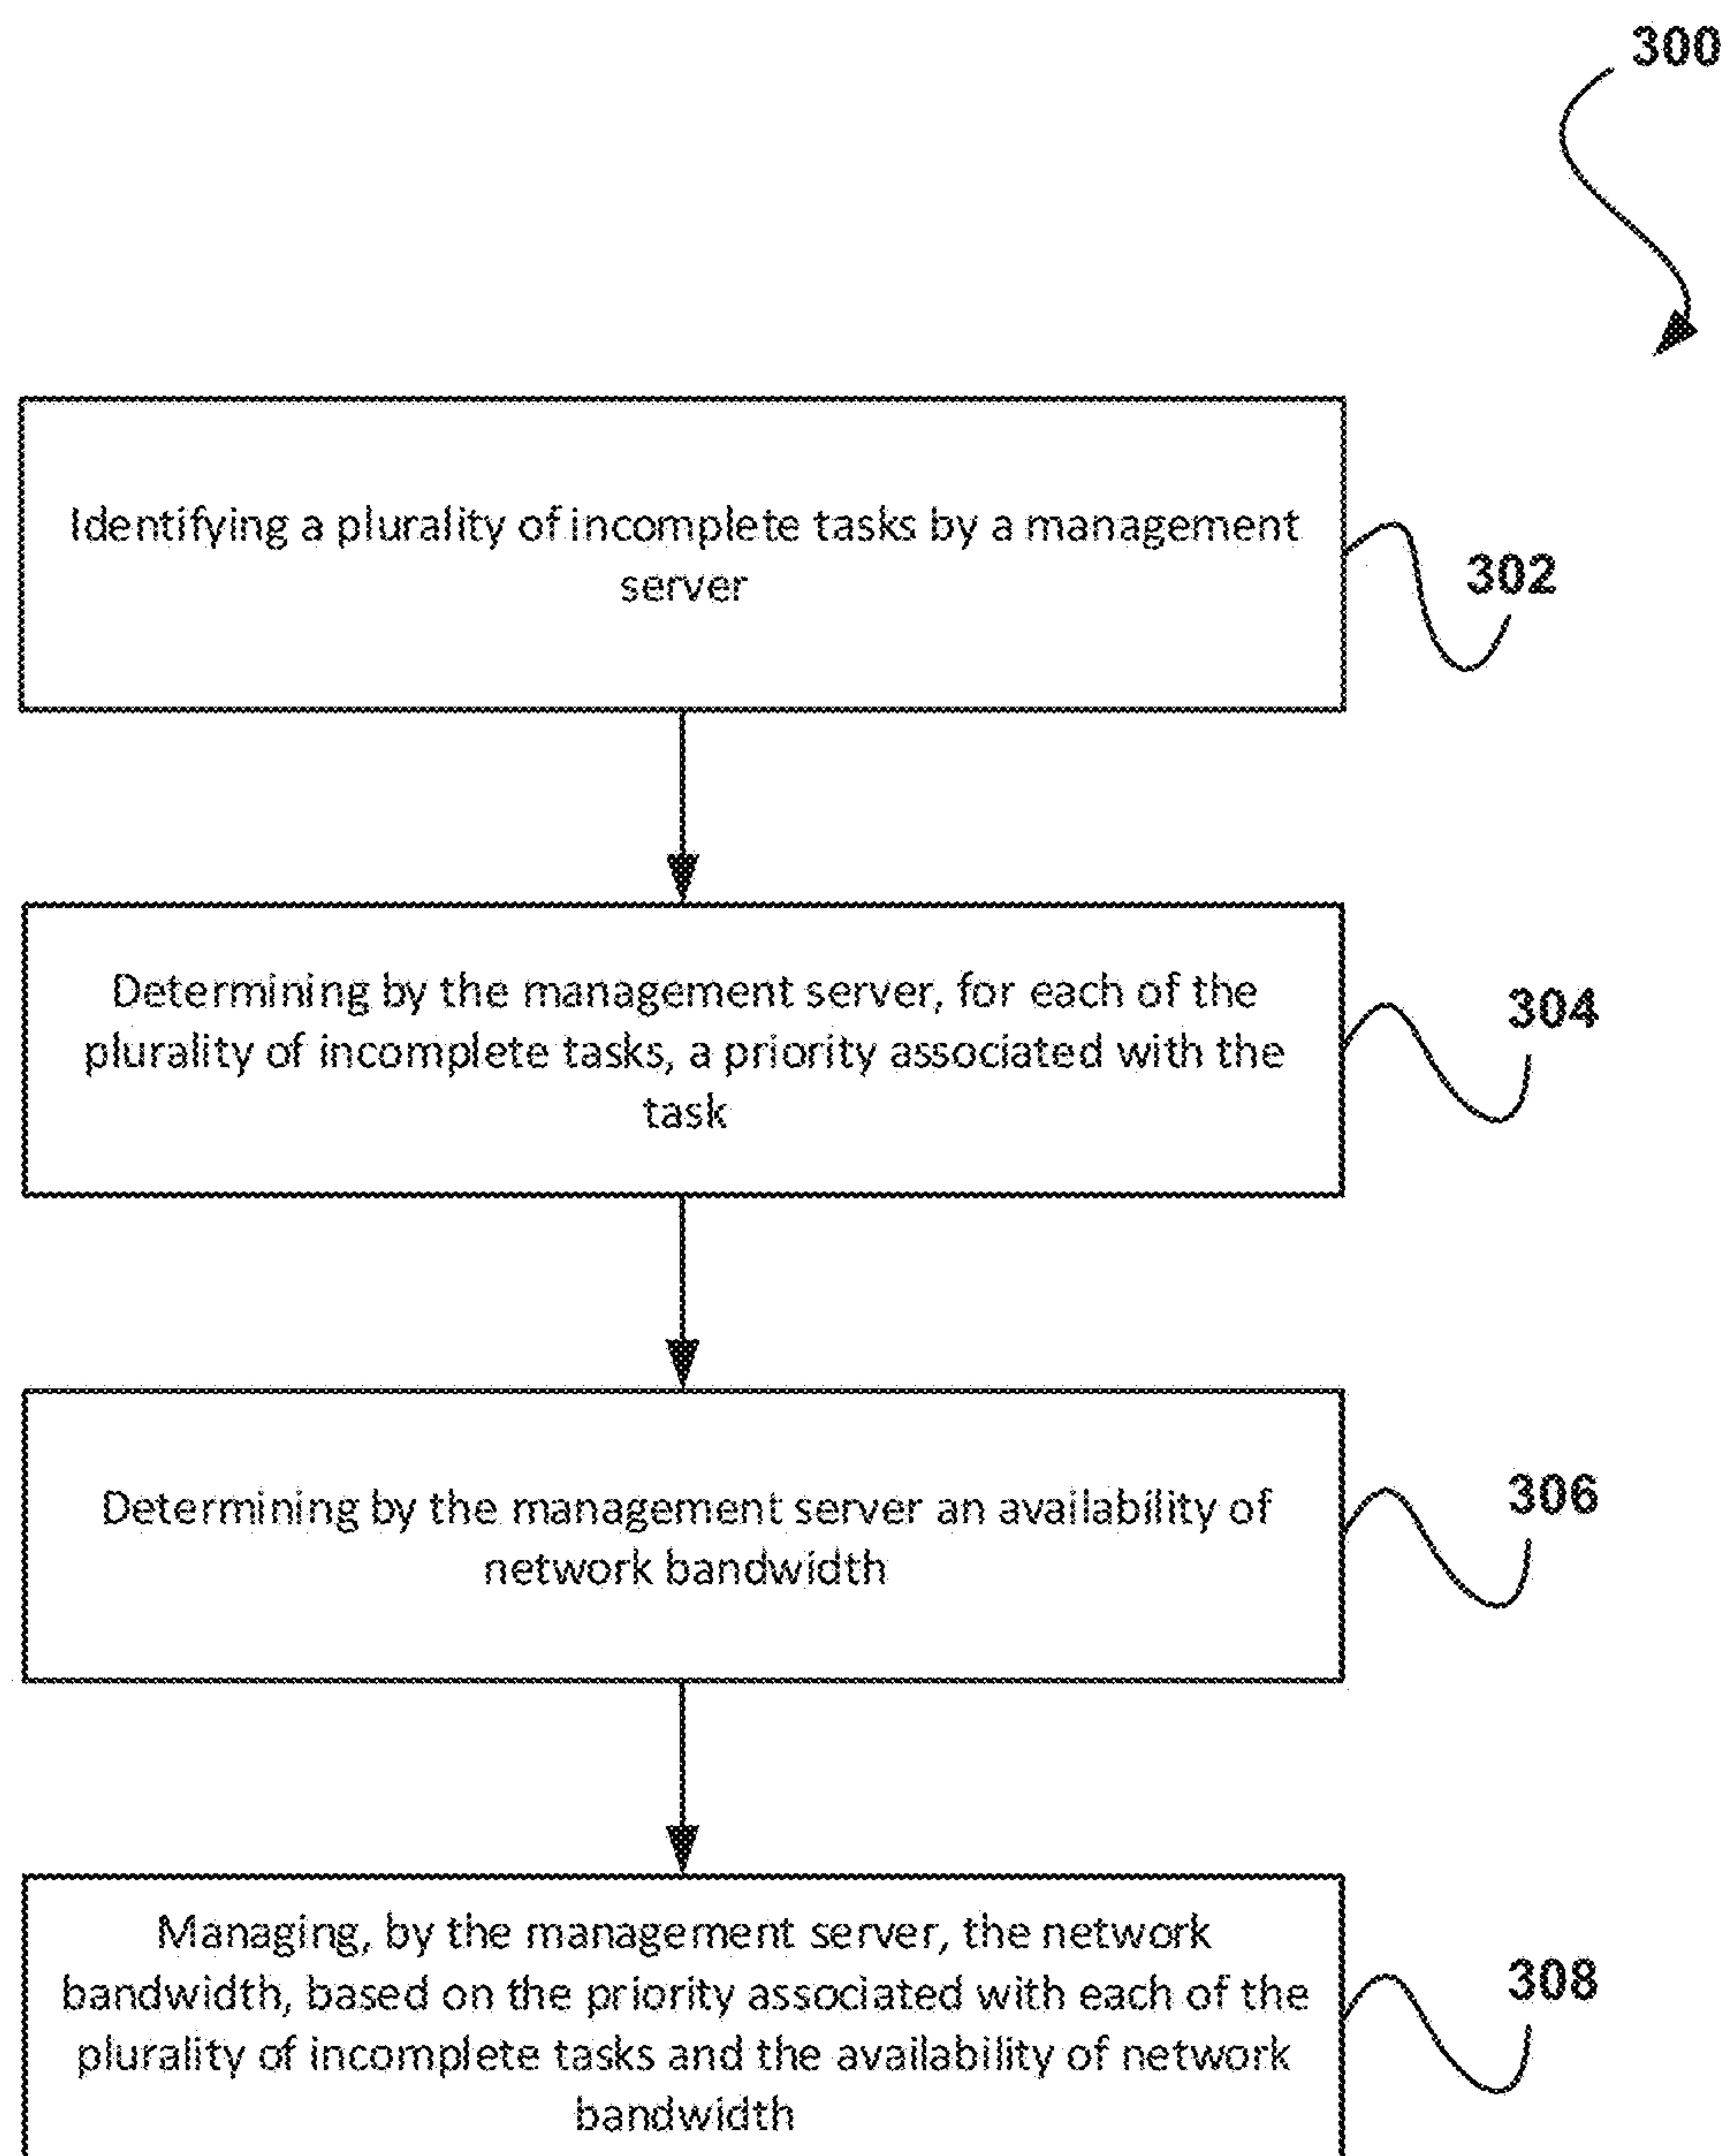 300
Identifying a plurality of incomplete tasks by a management
server
302
Determining by the management server, for each of the
plurality of incomplete tasks, a priority associated with the
task
304
Determining by the management server an availability of
network bandwidth
306
Managing, by the management server, the network
bandwidth, based on the priority associated with each of the
plurality of incomplete tasks and the availability of network
bandwidth
308